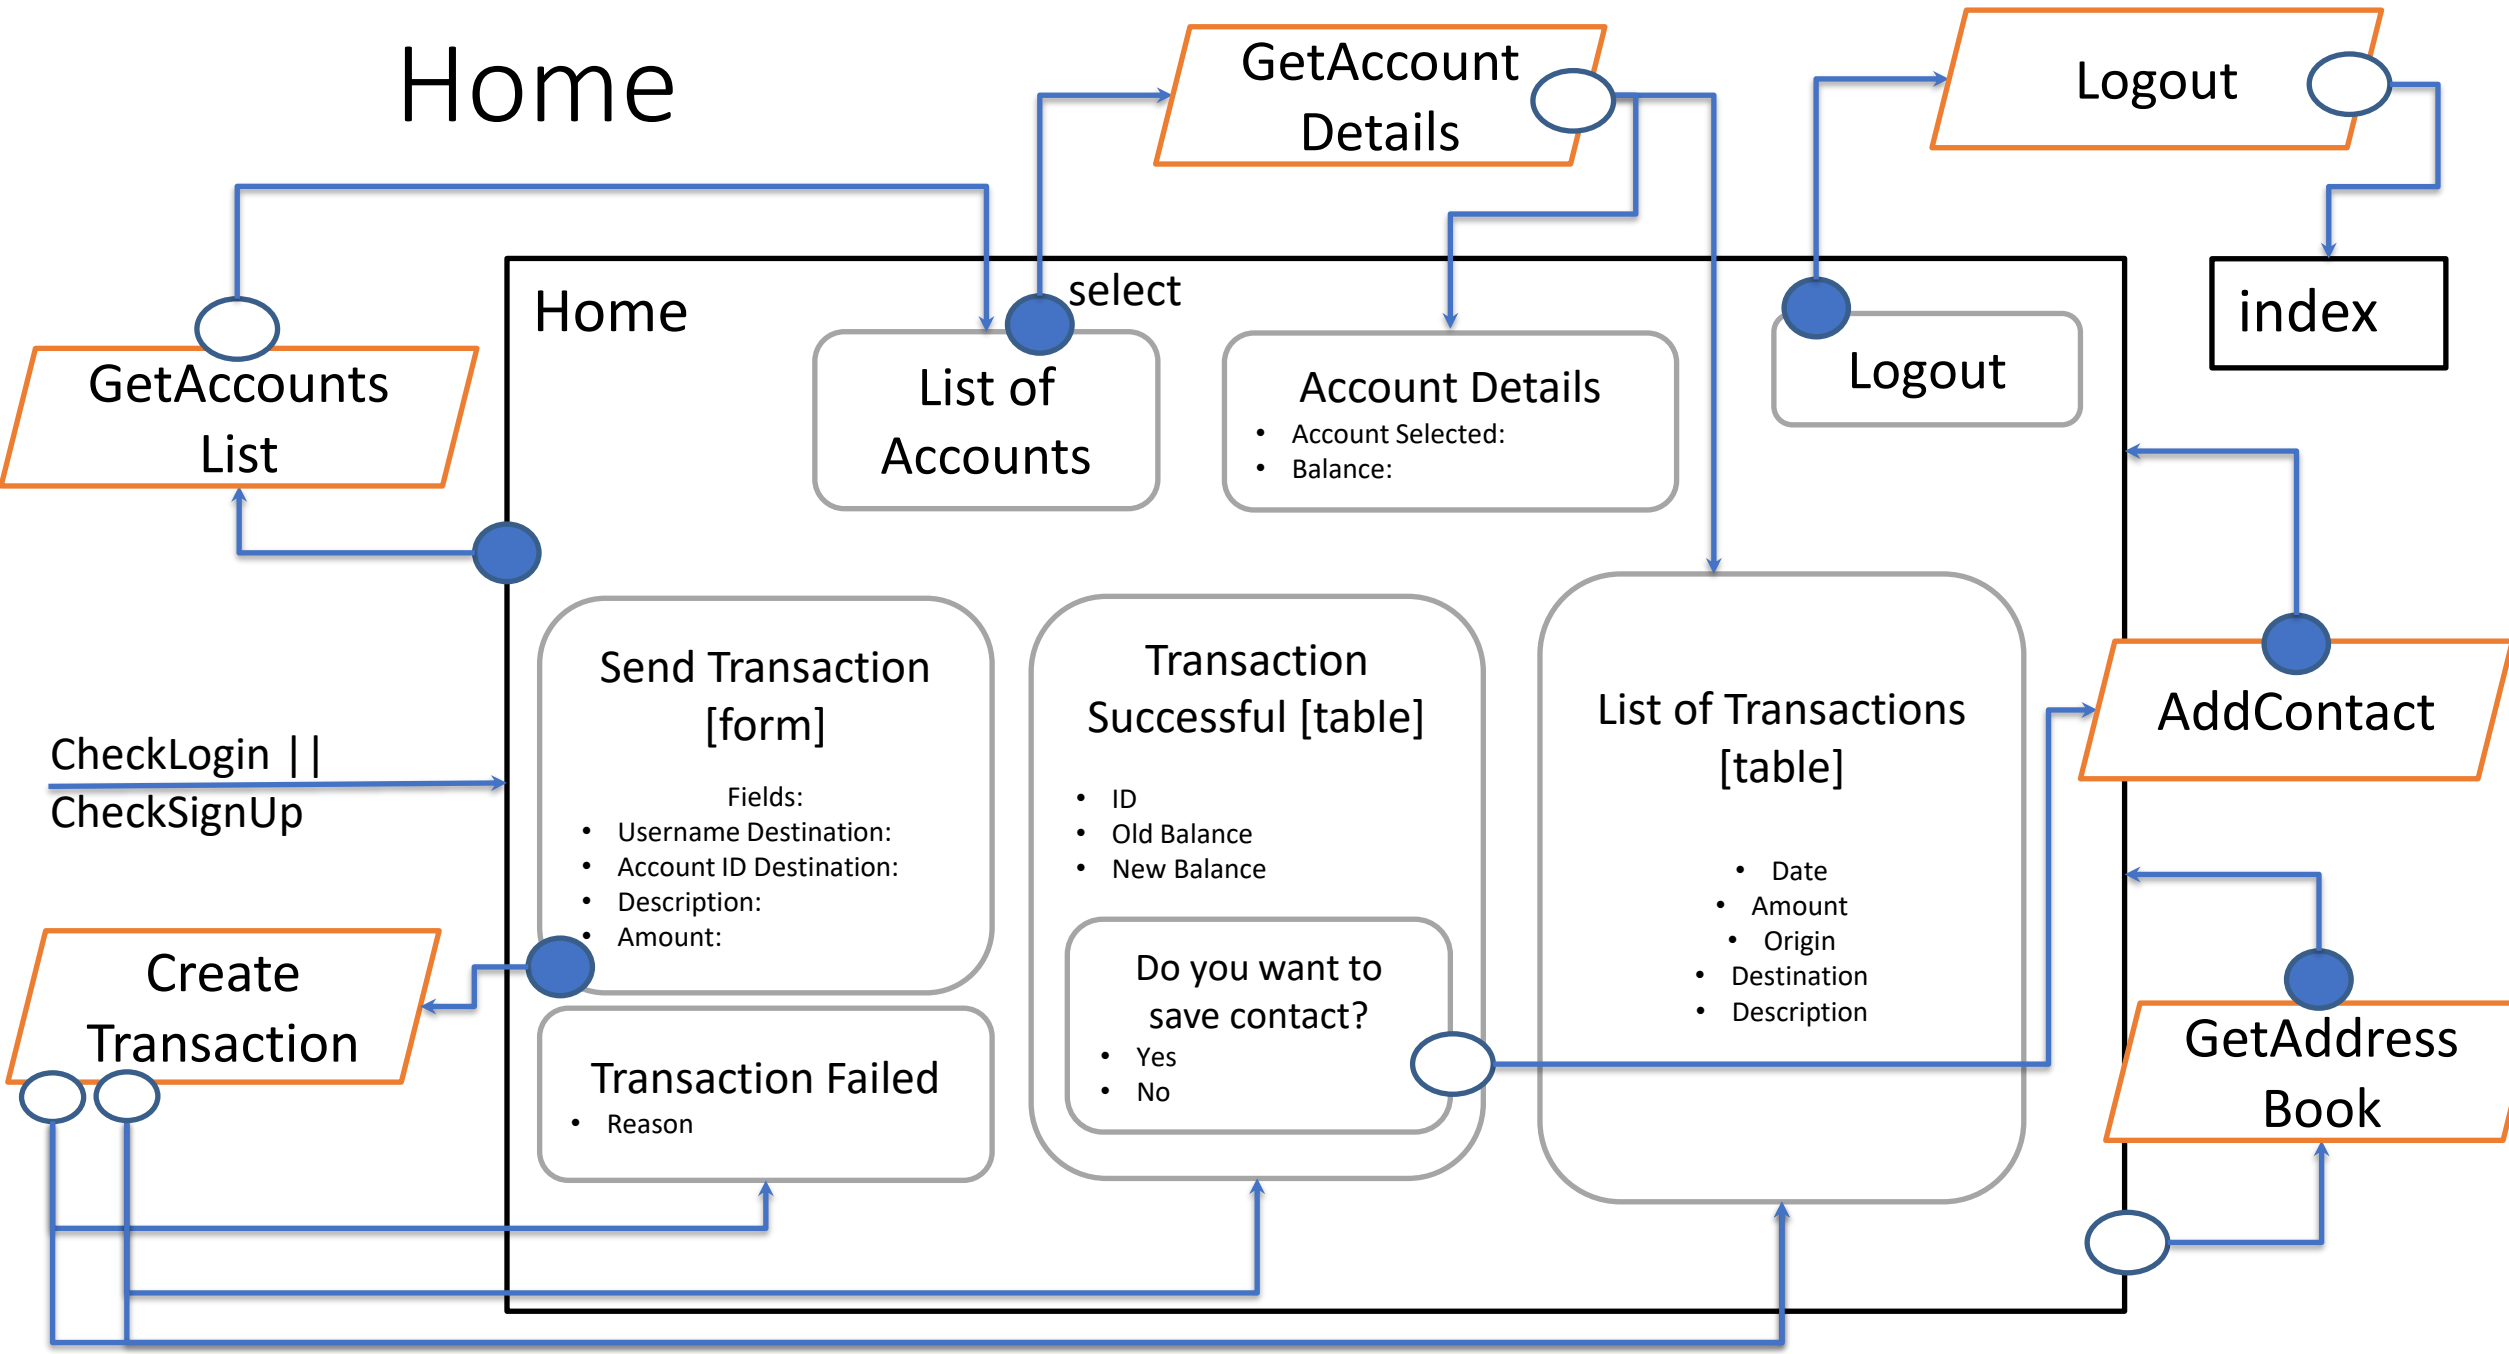 Home
GetAccount
Details
Logout
GetAccounts
List
Home
select
List of
Accounts
Account Details
• Account Selected:
• Balance:
Logout
index
CheckLogin ||
CheckSignUp
Send Transaction
[form]
Fields:
• Username Destination:
• Account ID Destination:
• Description:
• Amount:
Transaction
Successful [table]
• ID
• Old Balance
• New Balance
Do you want to
save contact?
• Yes
• No
List of Transactions
[table]
• Date
• Amount
• Origin
• Destination
• Description
AddContact
Create
Transaction
Transaction Failed
• Reason
GetAddress
Book